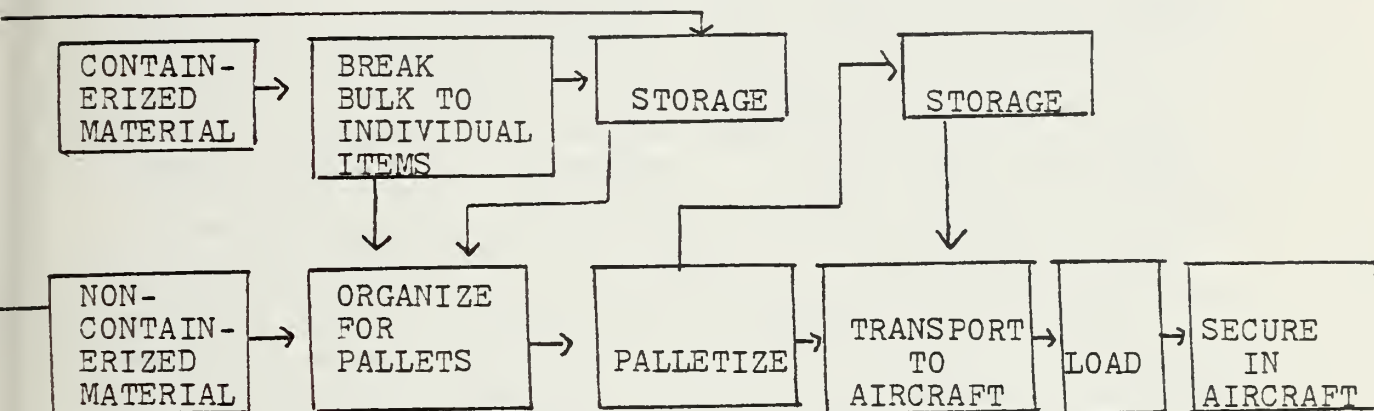 CONTAIN-
ERIZED
MATERIAL
BREAK
BULK TO
INDIVIDUAL
ITEMS
STORAGE
STORAGE
NON-
CONTAIN-
ERIZED
MATERIAL
ORGANIZE
FOR
PALLETS
PALLETIZE
TRANSPORT
TO
AIRCRAFT
LOAD
SECURE
IN
AIRCRAFT